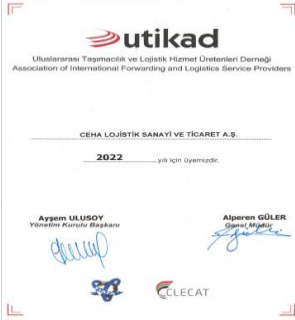 utikad
Uluslararası Taşımacılık ve Lojistik Hizmet Üretenleri Derneği
Association of International Forwarding and Logistics Service Providers
CEHA LOJİSTİK SANAYİ VE TİCARET A.Ş.
2022 yılı için üyemizdir.
Ayşem ULUSOY
Yönetim Kurulu Başkanı
Alperen GÜLER
Genel Müdür
CLECAT